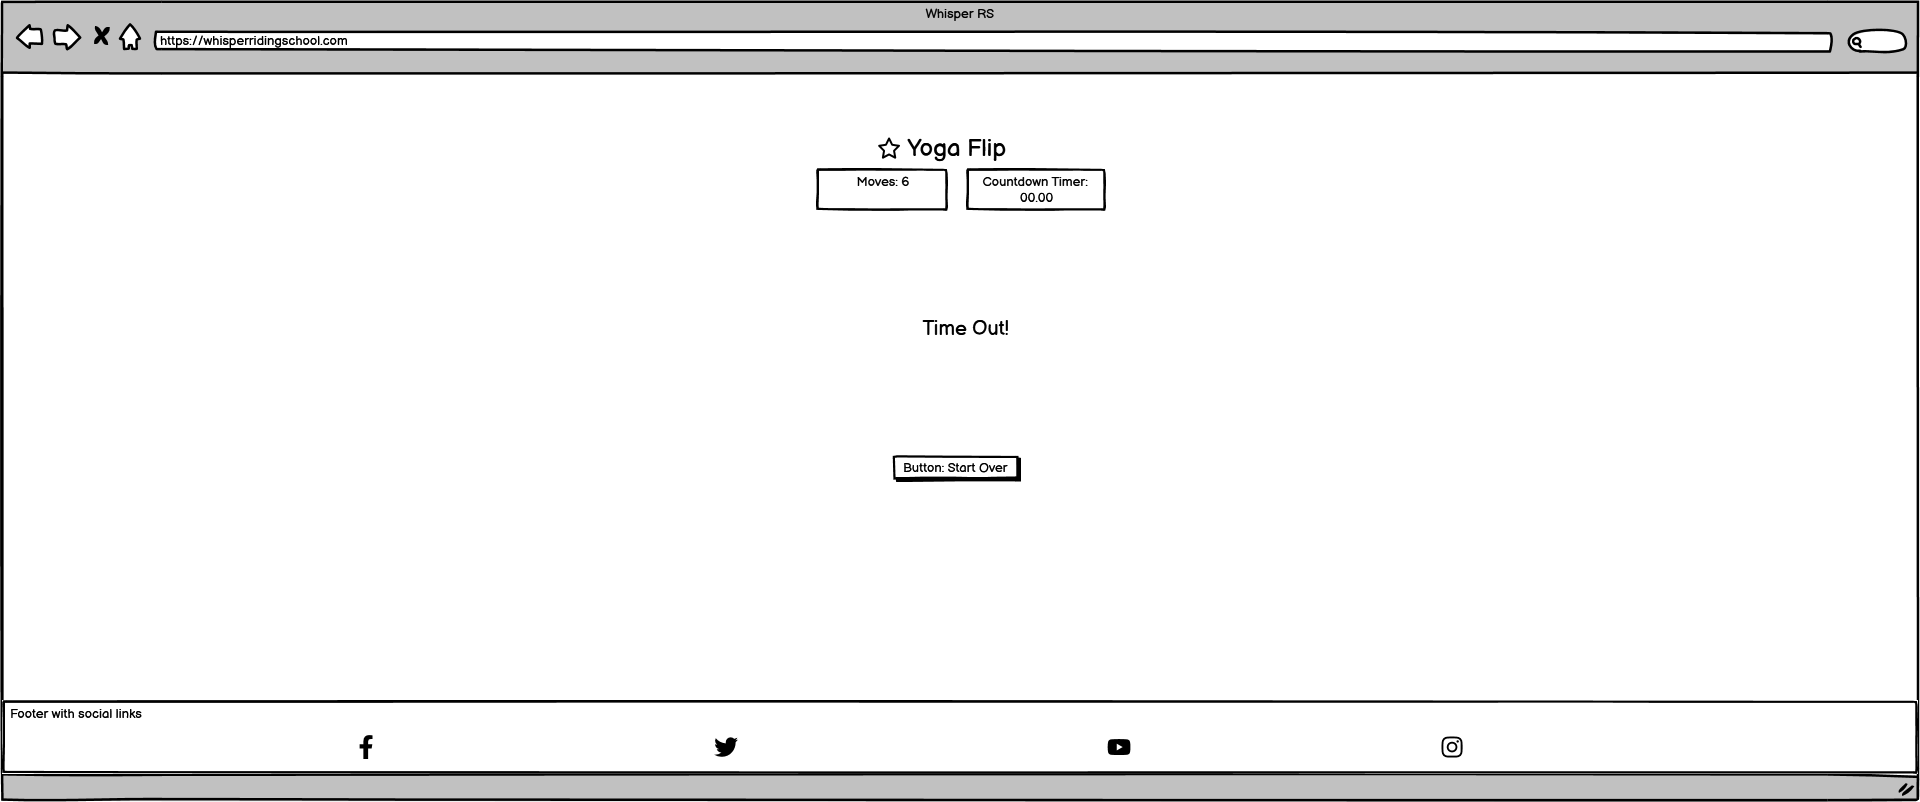 Whisper RS
https://whisperridingschool.com
Yoga Flip
Moves: 6
Countdown Timer:
00.00
Time Out!
Button: Start Over
Footer with social links